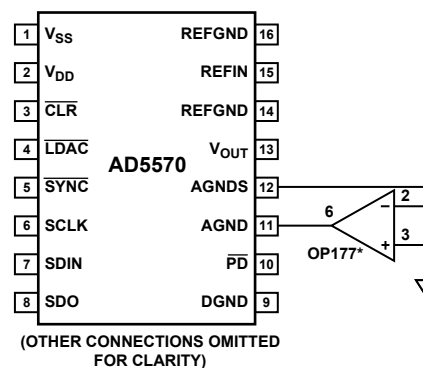 1 VSS REFGND 16
2 VDD REFIN 15
3 CLR REFGND 14
4 LDAC VOUT 13
AD5570
5 SYNC AGNDS 12
6 SCLK AGND 11
7 SDIN PD 10
8 SDO DGND 9
6
2
−
3
+
OP177*
(OTHER CONNECTIONS OMITTED
FOR CLARITY)